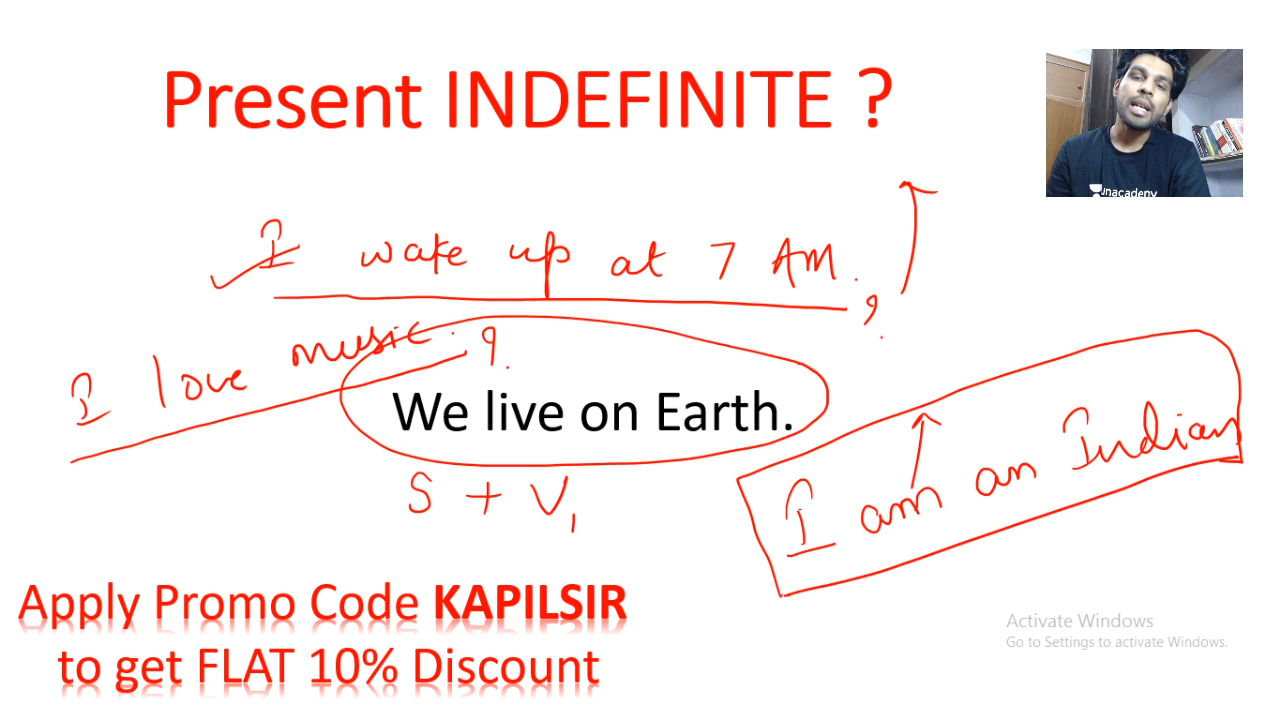 Present INDEFINITE ?
unacademy
I wake up at 7 AM. ?
I love music. ?
We live on Earth.
S + V1
I am an Indian
Apply Promo Code KAPILSIR
to get FLAT 10% Discount
Activate Windows
Go to Settings to activate Windows.